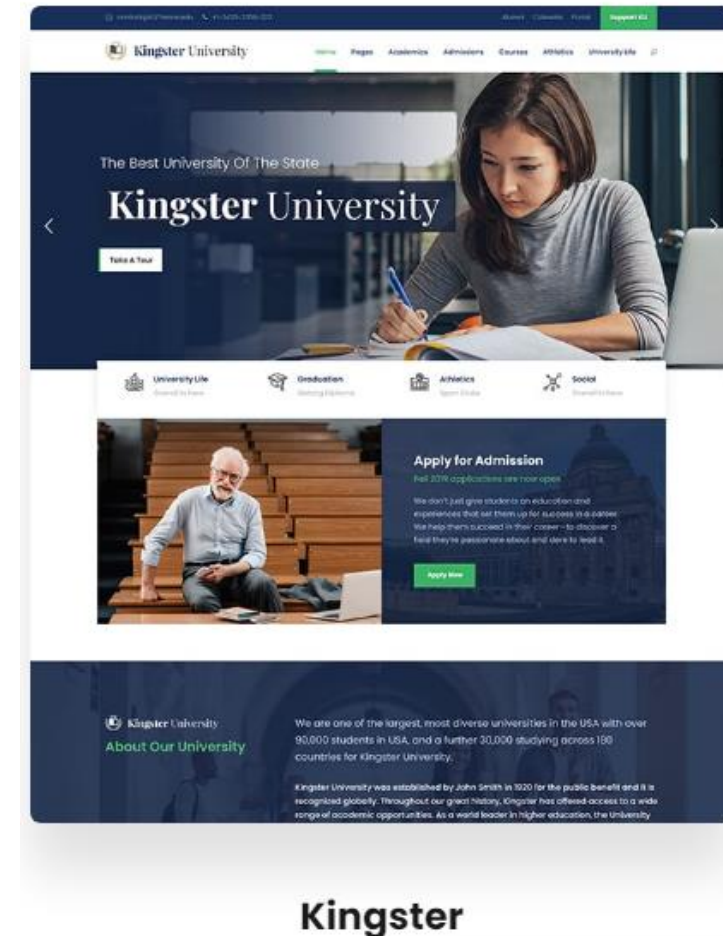 Support KU
Kingster University
Home Pages Academics Admissions Courses Athletics University Life
The Best University Of The State
Kingster University
Take A Tour
University Life
Graduation
Athletics
Social
Apply for Admission
Fall 2019 applications are now open
We don't just give students an education and
experiences that set them up for success in a career.
We help them succeed in their career—to discover a
field they're passionate about and dare to lead it.
Apply Now
Kingster University
About Our University
We are one of the largest, most diverse universities in the USA with over
90,000 students in USA, and a further 30,000 studying across 180
countries for Kingster University.
Kingster University was established by John Smith in 1920 for the public benefit and it is
recognized globally. Throughout our great history, Kingster has offered access to a wide
range of academic opportunities. As a world leader in higher education, the University
Kingster